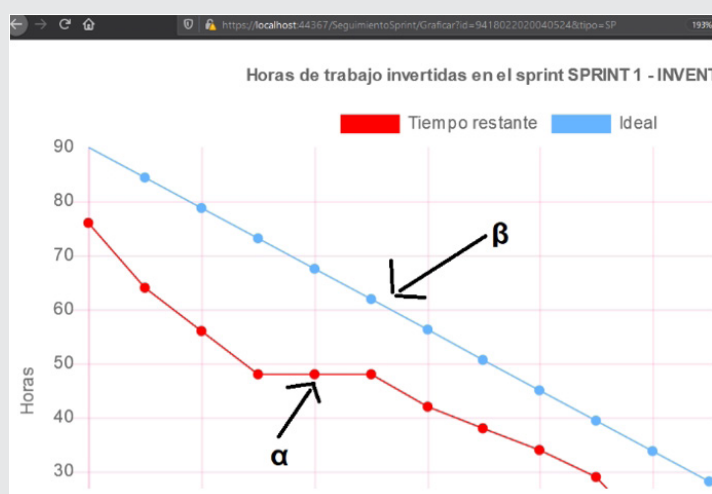 https://localhost:44367/SeguimientoSprint/Graficar?id=9418022020040524&tipo=SP
193%
Horas de trabajo invertidas en el sprint SPRINT 1 - INVENT
Tiempo restante
Ideal
90
80
β
70
60
50
Horas
40
α
30